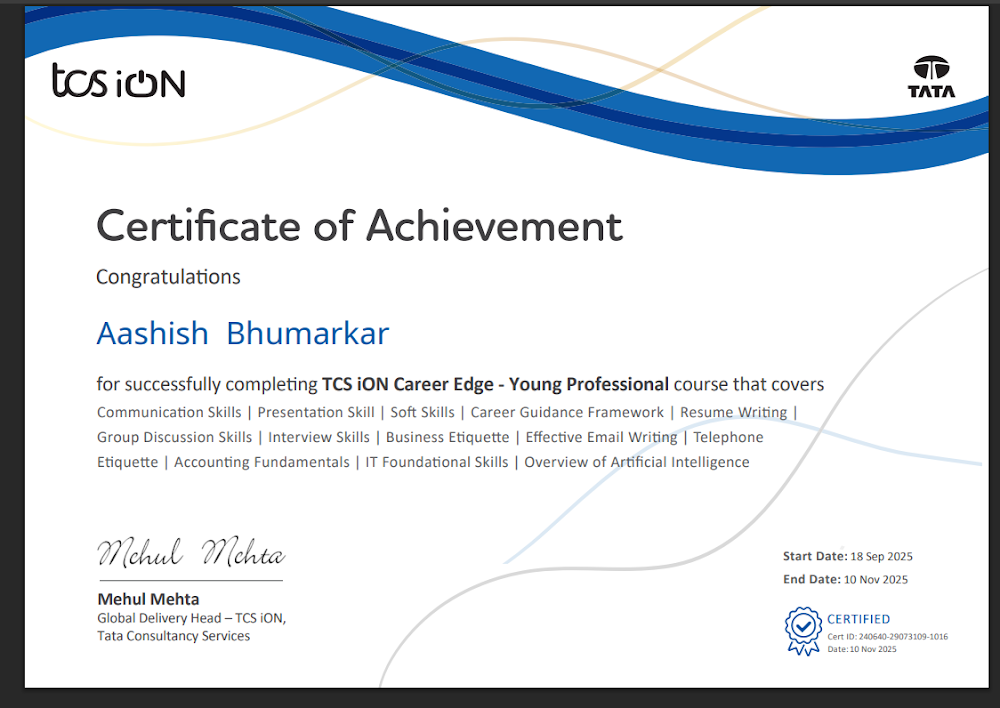 tcs iON
TATA
Certificate of Achievement
Congratulations
Aashish Bhumarkar
for successfully completing TCS iON Career Edge - Young Professional course that covers
Communication Skills | Presentation Skill | Soft Skills | Career Guidance Framework | Resume Writing |
Group Discussion Skills | Interview Skills | Business Etiquette | Effective Email Writing | Telephone
Etiquette | Accounting Fundamentals | IT Foundational Skills | Overview of Artificial Intelligence
Mehul Mehta
Mehul Mehta
Global Delivery Head – TCS iON,
Tata Consultancy Services
Start Date: 18 Sep 2025
End Date: 10 Nov 2025
CERTIFIED
Cert ID: 240640-29073109-1016
Date: 10 Nov 2025